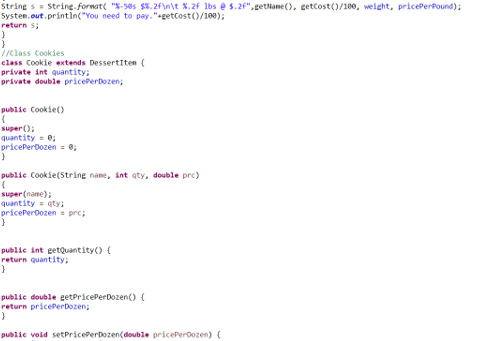 String s = String.format( "%-50s $%.2f\n\t %.2f lbs @ $.2f",getName(), getCost()/100, weight, pricePerPound);
System.out.println("You need to pay."+getCost()/100);
return s;
}
}
//Class Cookies
class Cookie extends DessertItem {
private int quantity;
private double pricePerDozen;
public Cookie()
{
super();
quantity = 0;
pricePerDozen = 0;
}
public Cookie(String name, int qty, double prc)
{
super(name);
quantity = qty;
pricePerDozen = prc;
}
public int getQuantity() {
return quantity;
}
public double getPricePerDozen() {
return pricePerDozen;
}
public void setPricePerDozen(double pricePerDozen) {